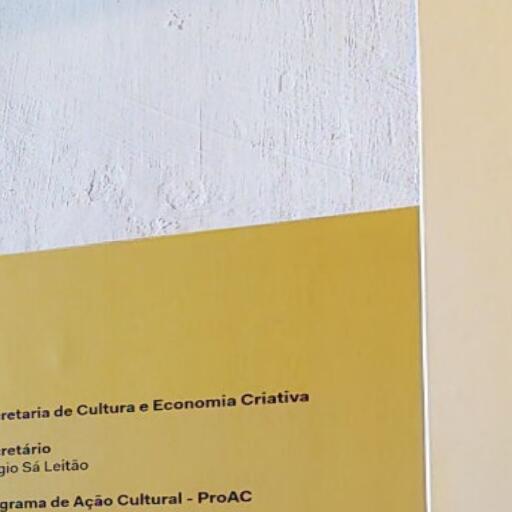 retaria de Cultura e Economia Criativa
retário
gio Sá Leitão
grama de Ação Cultural - ProAC